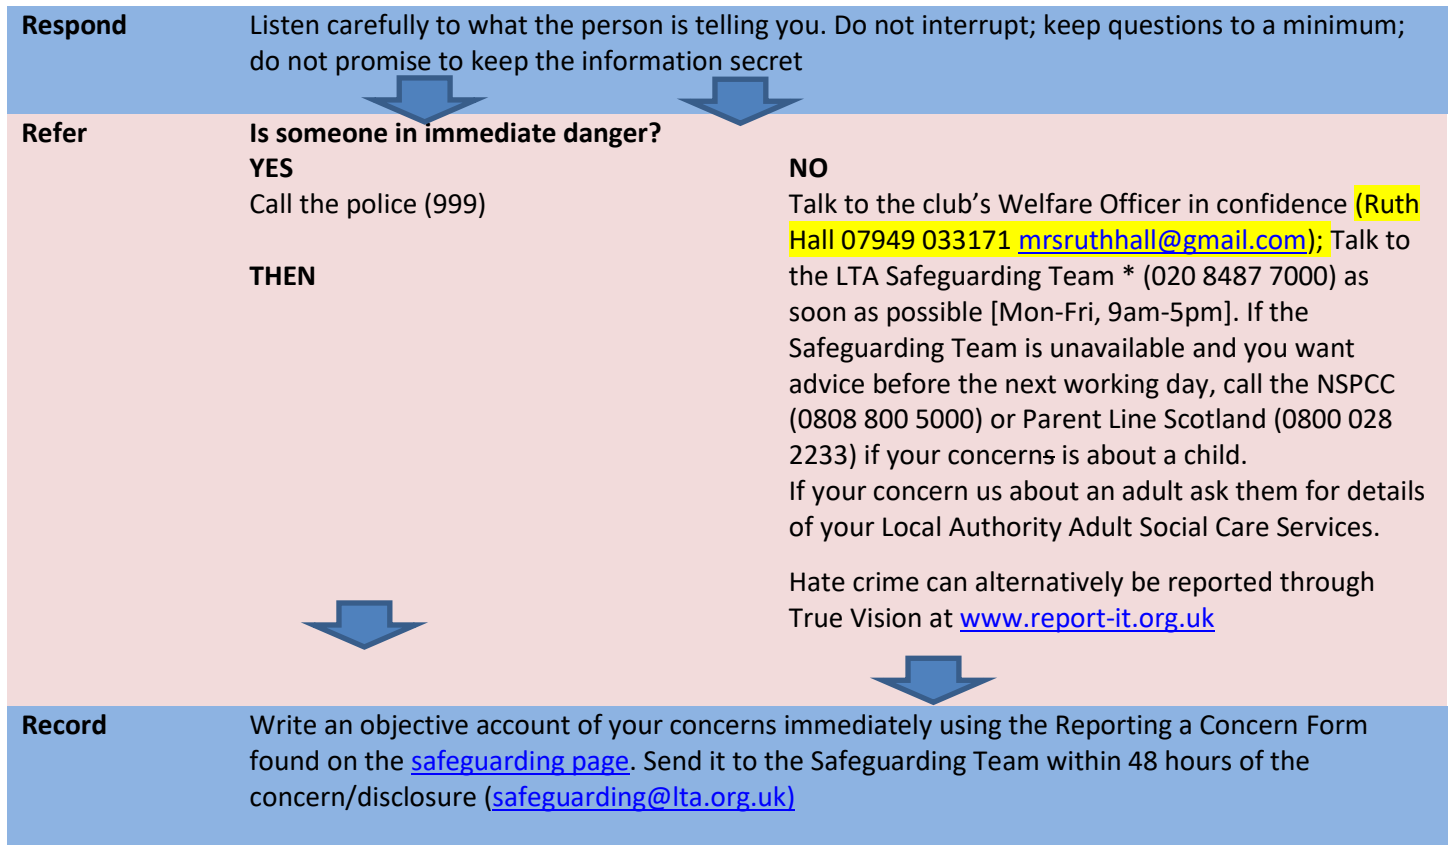 Respond
Listen carefully to what the person is telling you. Do not interrupt; keep questions to a minimum;
do not promise to keep the information secret
Refer
Is someone in immediate danger?
YES
Call the police (999)
THEN
NO
Talk to the club’s Welfare Officer in confidence (Ruth
Hall 07949 033171 mrsruthhall@gmail.com); Talk to
the LTA Safeguarding Team * (020 8487 7000) as
soon as possible [Mon-Fri, 9am-5pm]. If the
Safeguarding Team is unavailable and you want
advice before the next working day, call the NSPCC
(0808 800 5000) or Parent Line Scotland (0800 028
2233) if your concerns is about a child.
If your concern us about an adult ask them for details
of your Local Authority Adult Social Care Services.
Hate crime can alternatively be reported through
True Vision at www.report-it.org.uk
Record
Write an objective account of your concerns immediately using the Reporting a Concern Form
found on the safeguarding page. Send it to the Safeguarding Team within 48 hours of the
concern/disclosure (safeguarding@lta.org.uk)